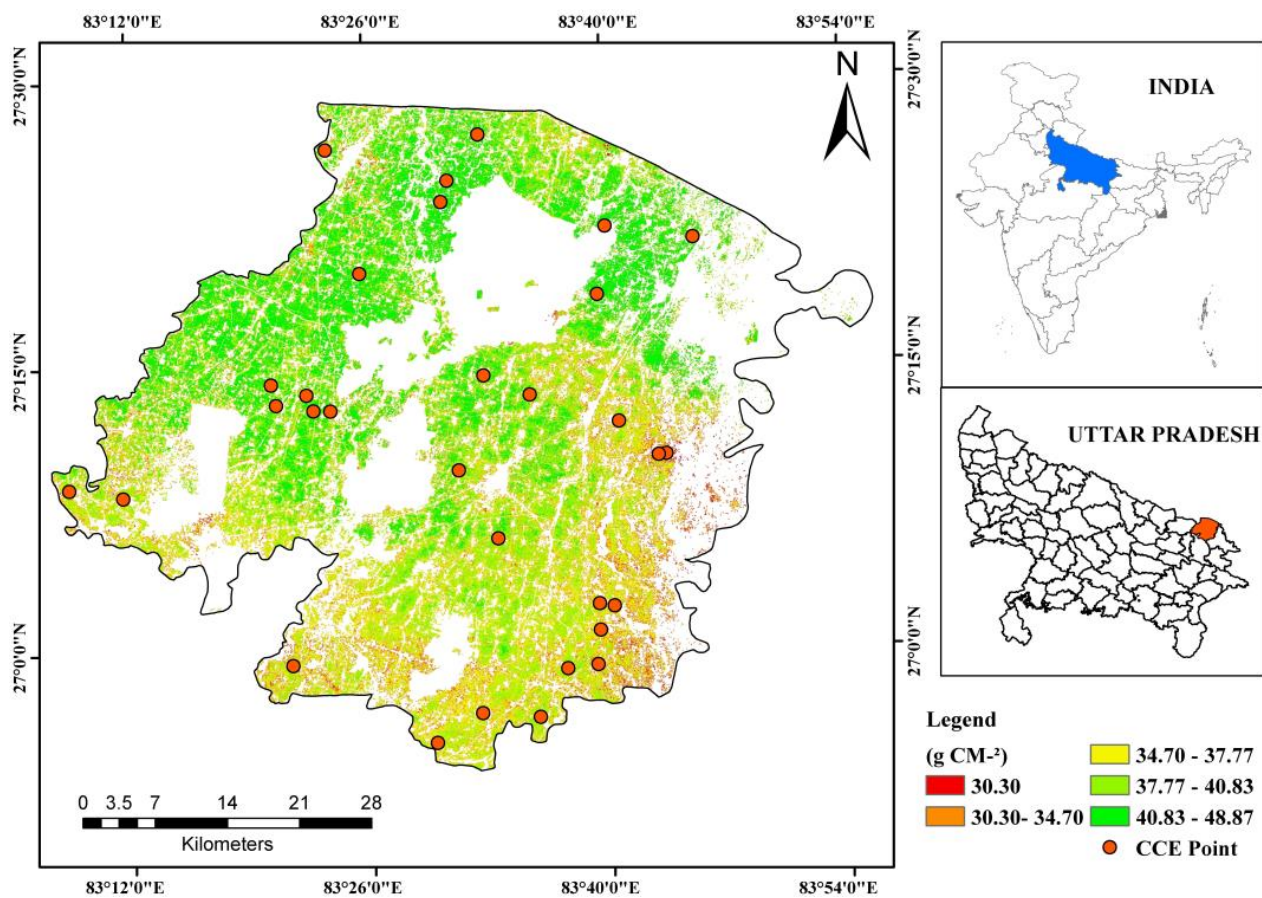 83°12'0"E 83°26'0"E 83°40'0"E 83°54'0"E
27°30'0"N
27°15'0"N
27°0'0"N
N
0 3.5 7 14 21 28
Kilometers
27°30'0"N
27°15'0"N
27°0'0"N
83°12'0"E 83°26'0"E 83°40'0"E 83°54'0"E
INDIA
UTTAR PRADESH
Legend
(g CM-²)
30.30
30.30- 34.70
34.70 - 37.77
37.77 - 40.83
40.83 - 48.87
CCE Point